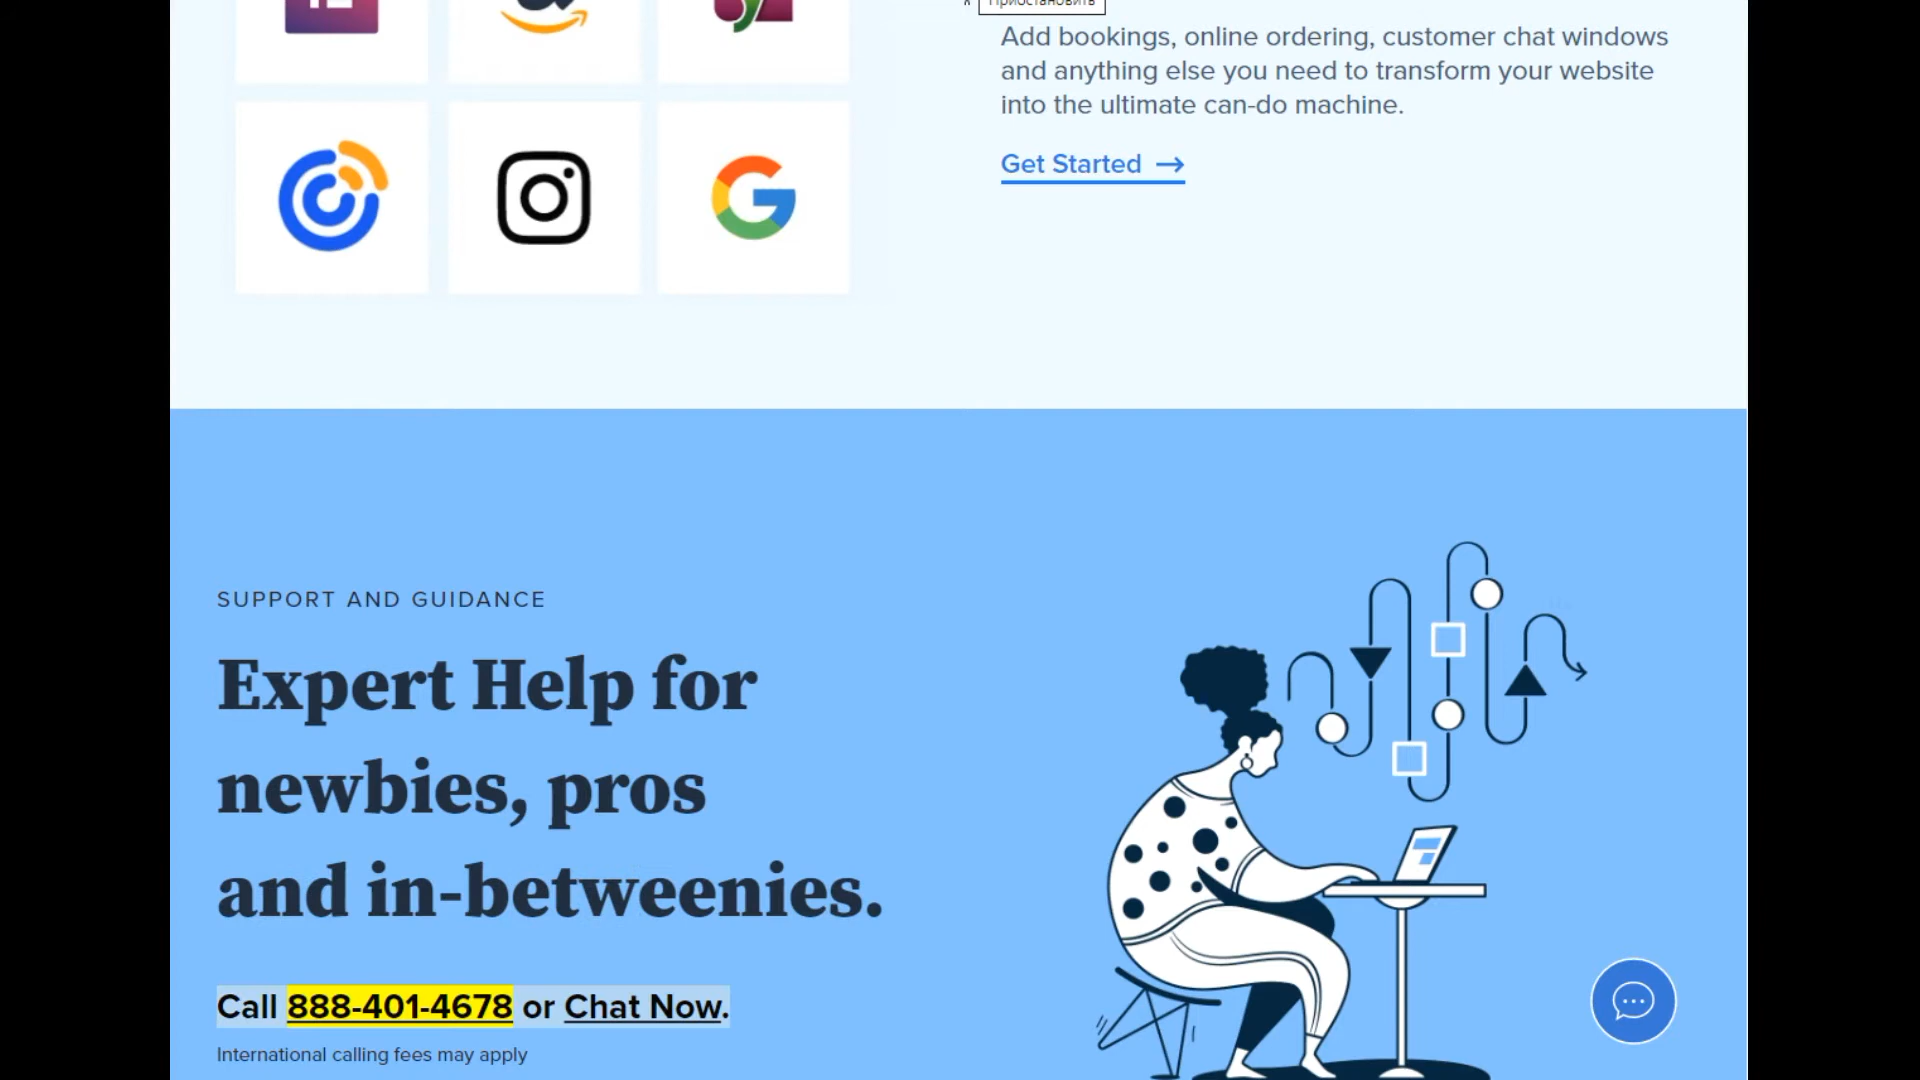 Приостановить
Add bookings, online ordering, customer chat windows
and anything else you need to transform your website
into the ultimate can-do machine.
Get Started →
SUPPORT AND GUIDANCE
Expert Help for
newbies, pros
and in-betweenies.
Call 888-401-4678 or Chat Now.
International calling fees may apply